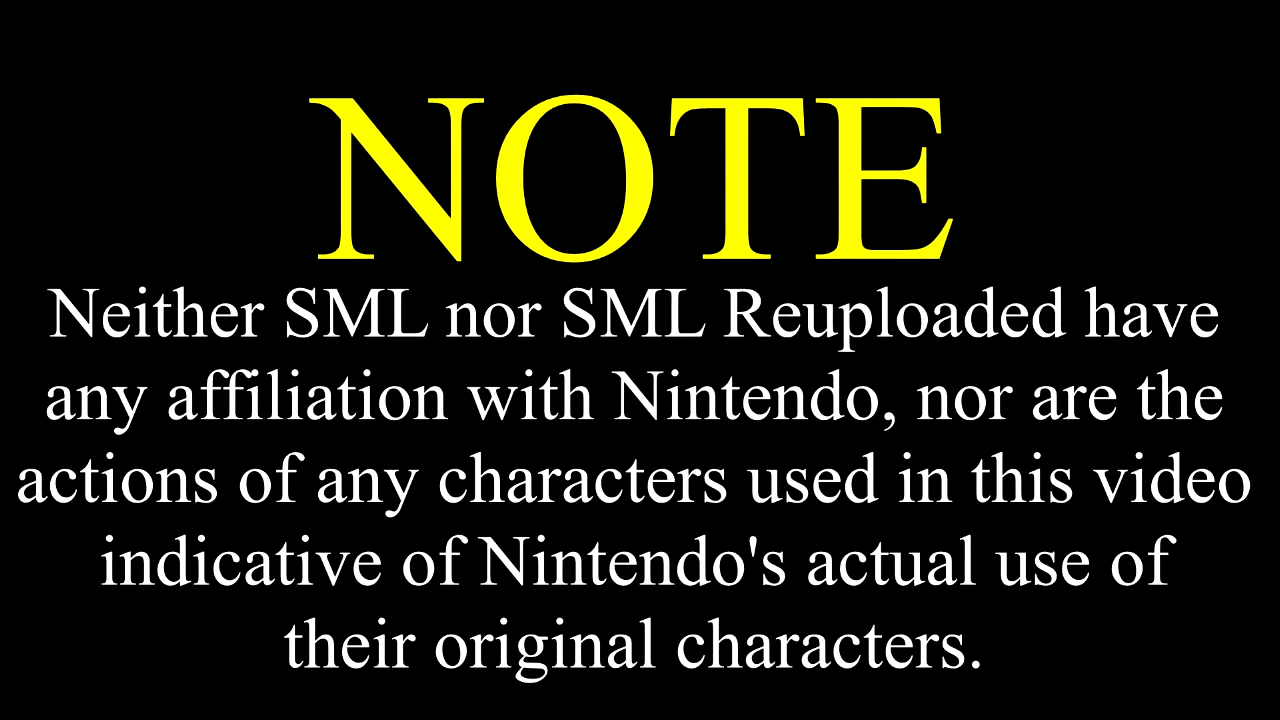 NOTE
Neither SML nor SML Reuploaded have
any affiliation with Nintendo, nor are the
actions of any characters used in this video
indicative of Nintendo's actual use of
their original characters.